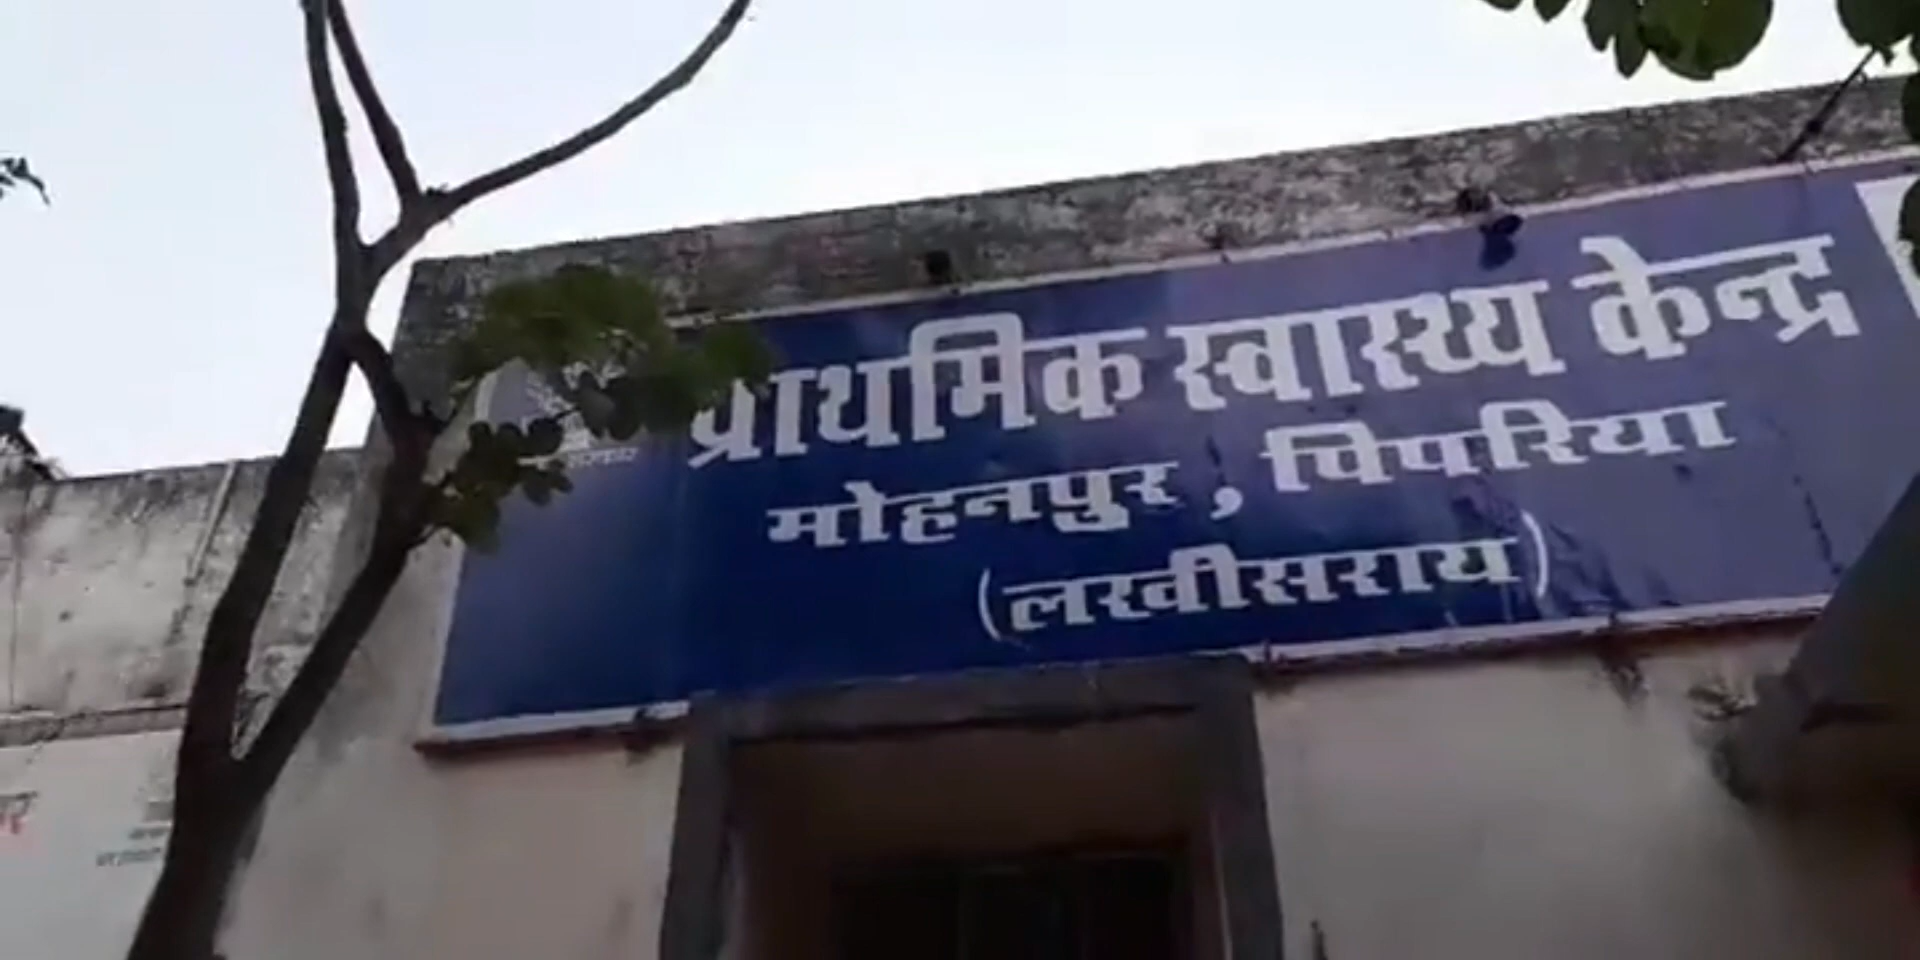 प्राथमिक स्वास्थ्य केन्द्र
मोहनपुर, पिपरिया
(लखीसराय)